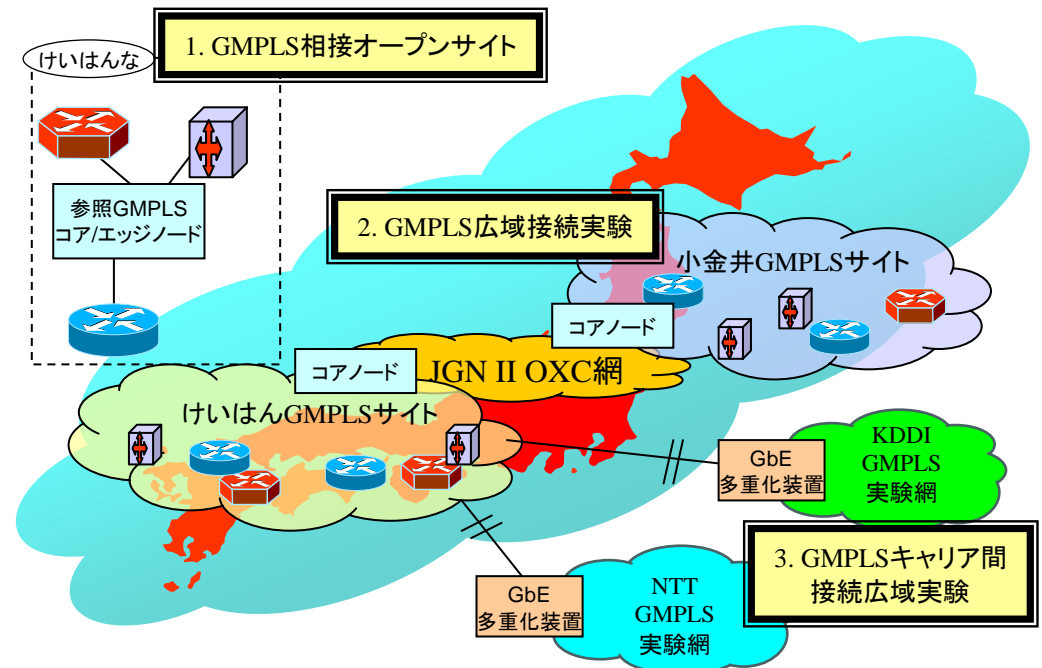 1. GMPLS相接オープンサイト
けいはんな
参照GMPLS
コア/エッジノード
2. GMPLS広域接続実験
小金井GMPLSサイト
コアノード
JGN II OXC網
コアノード
けいはんGMPLSサイト
KDDI
GMPLS
実験網
GbE
多重化装置
3. GMPLSキャリア間
接続広域実験
NTT
GMPLS
実験網
GbE
多重化装置